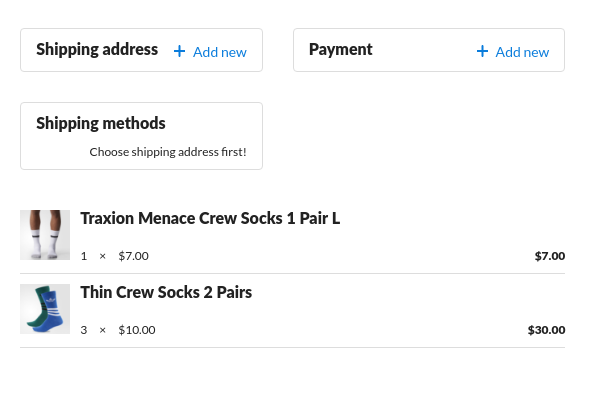 Shipping address + Add new
Payment + Add new
Shipping methods
Choose shipping address first!
Traxion Menace Crew Socks 1 Pair L
1 × $7.00 $7.00
Thin Crew Socks 2 Pairs
3 × $10.00 $30.00